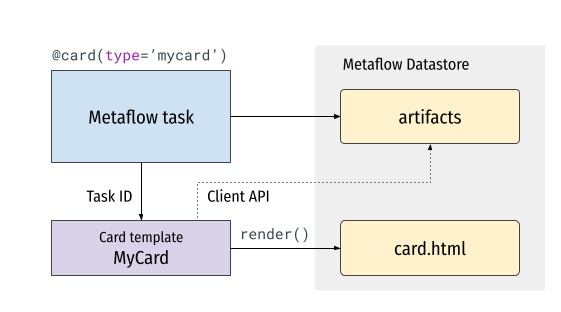 @card(type='mycard')
Metaflow Datastore
Metaflow task
artifacts
Task ID
Client API
Card template
MyCard
render()
card.html